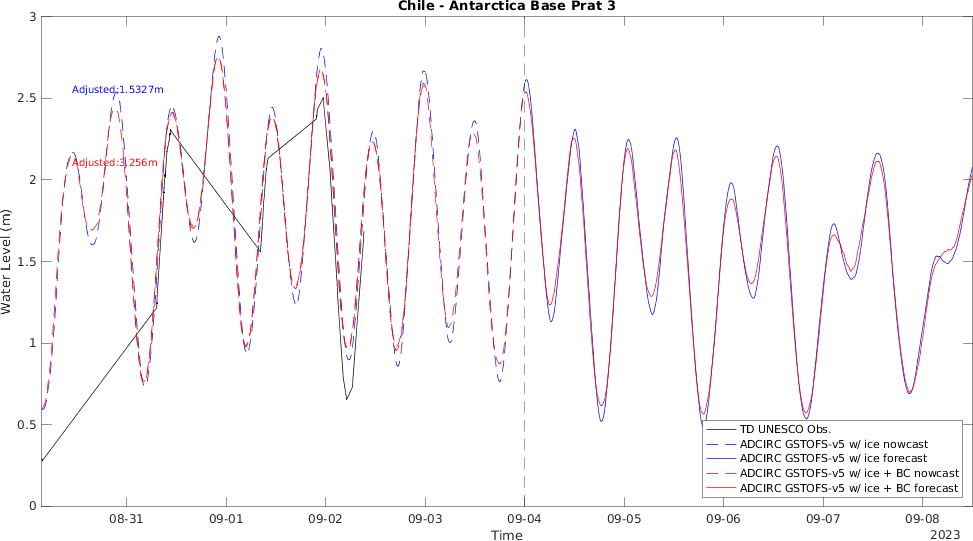 Chile - Antarctica Base Prat 3
3
2.5
2
1.5
1
0.5
0
Water Level (m)
Adjusted:1.5327m
Adjusted:3.256m
TD UNESCO Obs.
ADCIRC GSTOFS-v5 w/ ice nowcast
ADCIRC GSTOFS-v5 w/ ice forecast
ADCIRC GSTOFS-v5 w/ ice + BC nowcast
ADCIRC GSTOFS-v5 w/ ice + BC forecast
08-31 09-01 09-02 09-03 09-04 09-05 09-06 09-07 09-08
Time
2023